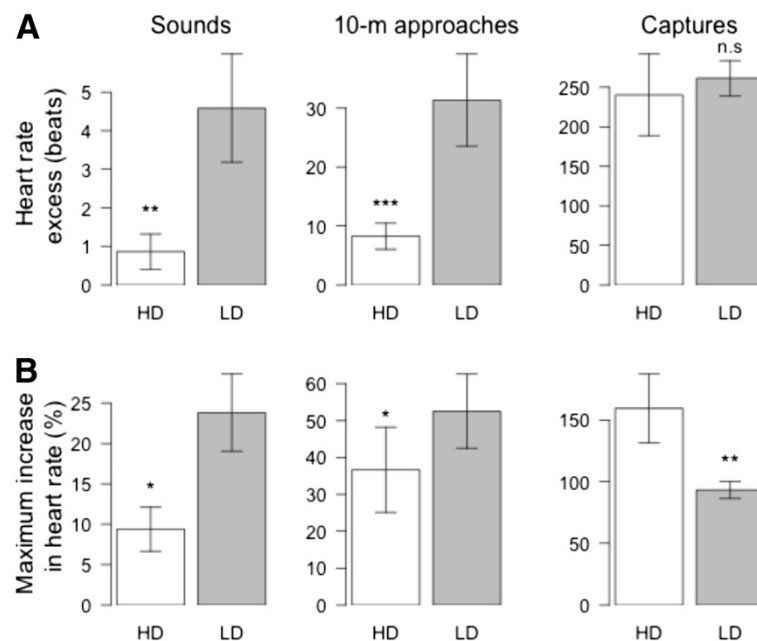 A
Sounds
10-m approaches
Captures
Heart rate
excess (beats)
5
4
3
2
1
0
**
HD
LD
30
20
10
0
***
HD
LD
250
200
150
100
50
0
n.s
HD
LD
B
Maximum increase
in heart rate (%)
25
20
15
10
5
0
*
HD
LD
60
50
40
30
20
10
0
*
HD
LD
150
100
50
0
**
HD
LD